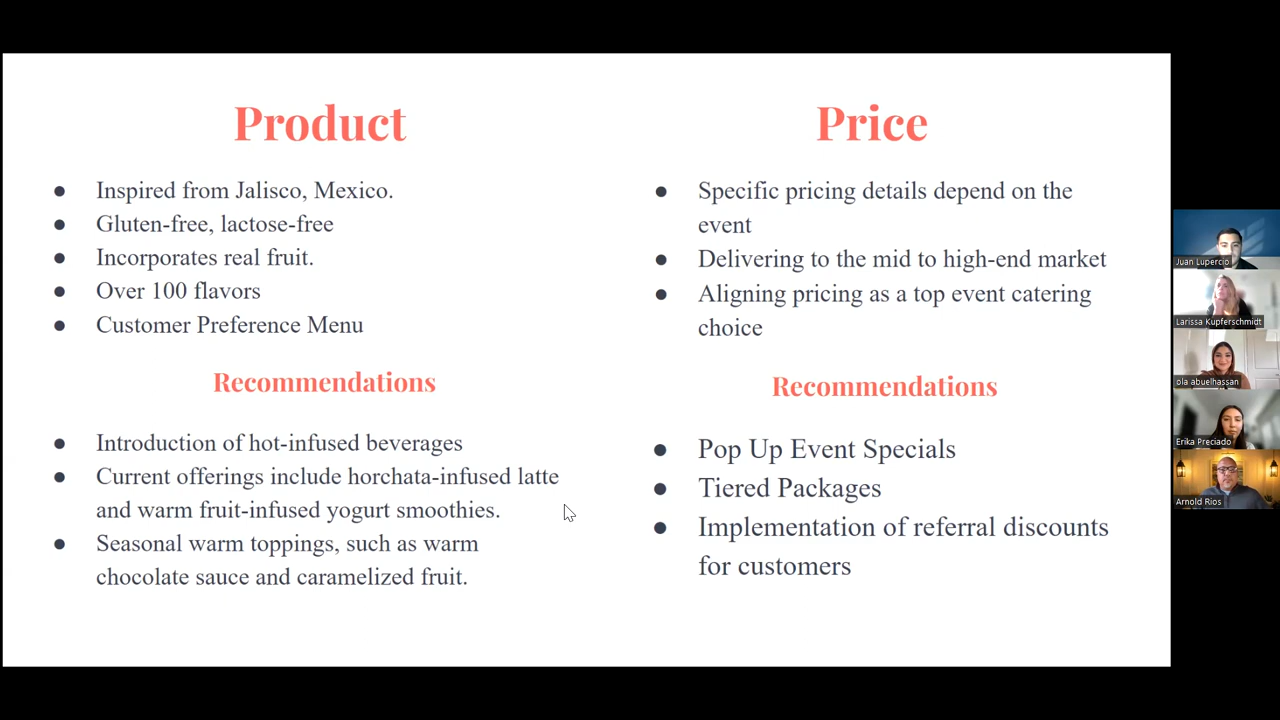 Product
Inspired from Jalisco, Mexico.
Gluten-free, lactose-free
Incorporates real fruit.
Over 100 flavors
Customer Preference Menu
Recommendations
Introduction of hot-infused beverages
Current offerings include horchata-infused latte
and warm fruit-infused yogurt smoothies.
Seasonal warm toppings, such as warm
chocolate sauce and caramelized fruit.
Price
Specific pricing details depend on the
event
Delivering to the mid to high-end market
Aligning pricing as a top event catering
choice
Recommendations
Pop Up Event Specials
Tiered Packages
Implementation of referral discounts
for customers
Juan Lupercio
Larissa Kupferschmidt
ola abuelhassan
Erika Preciado
Arnold Rios